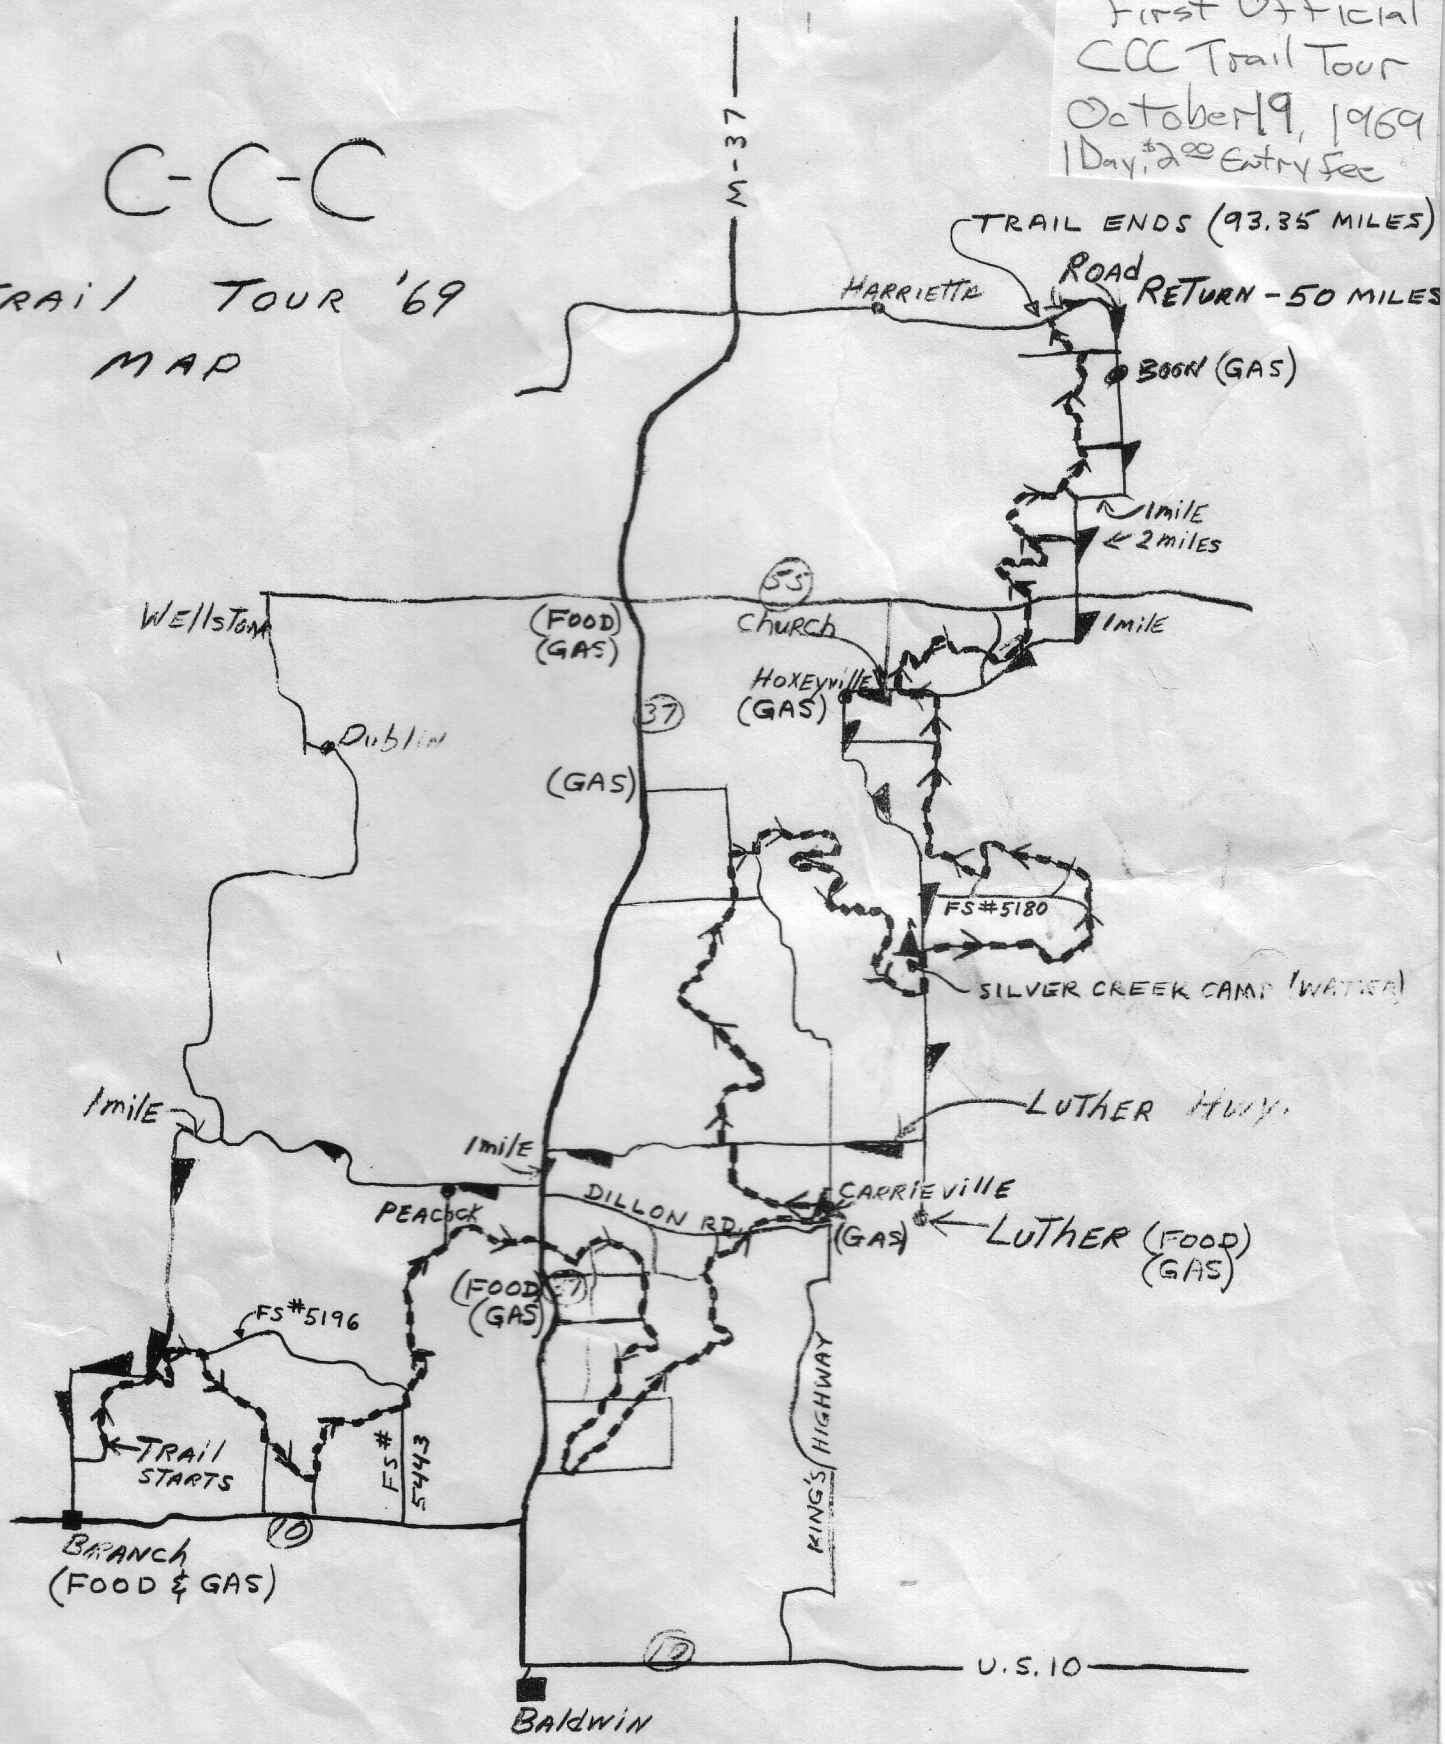 First Official
CCC Trail Tour
October 19, 1969
1 Day, $2.00 Entry Fee
C-C-C
TRAil TOUR '69
MAP
M-37
TRAIL ENDS (93.35 MILES)
ROAD
RETURN - 50 MILES
HARRIETTA
BOON (GAS)
1 milE
2 milES
55
WEllSTON
(FOOD)
(GAS)
ChURCH
1 milE
HOXEYvillE
(GAS)
37
Dublin
(GAS)
FS#5180
SILVER CREEK CAMP (WATER)
1 milE
LUTHER HWY.
1 milE
PEACOCK
DILLON RD.
CARRIEVillE
(GAS)
LUTHER (FOOD)
(GAS)
(FOOD)
(GAS)
37
FS#5196
TRAil
STARTS
FS#
5443
KING'S HIGHWAY
10
BRANCh
(FOOD & GAS)
10
U.S. 10
BAldwiN